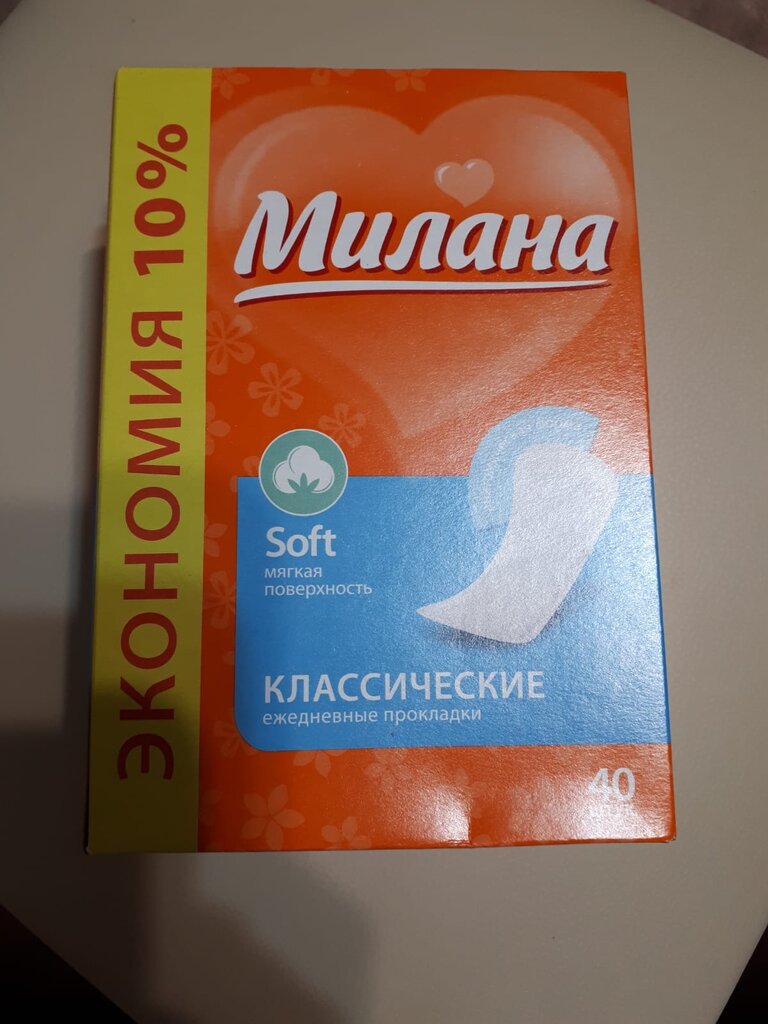 ЭКОНОМИЯ 10%
Милана
Soft
мягкая
поверхность
КЛАССИЧЕСКИЕ
ежедневные прокладки
40